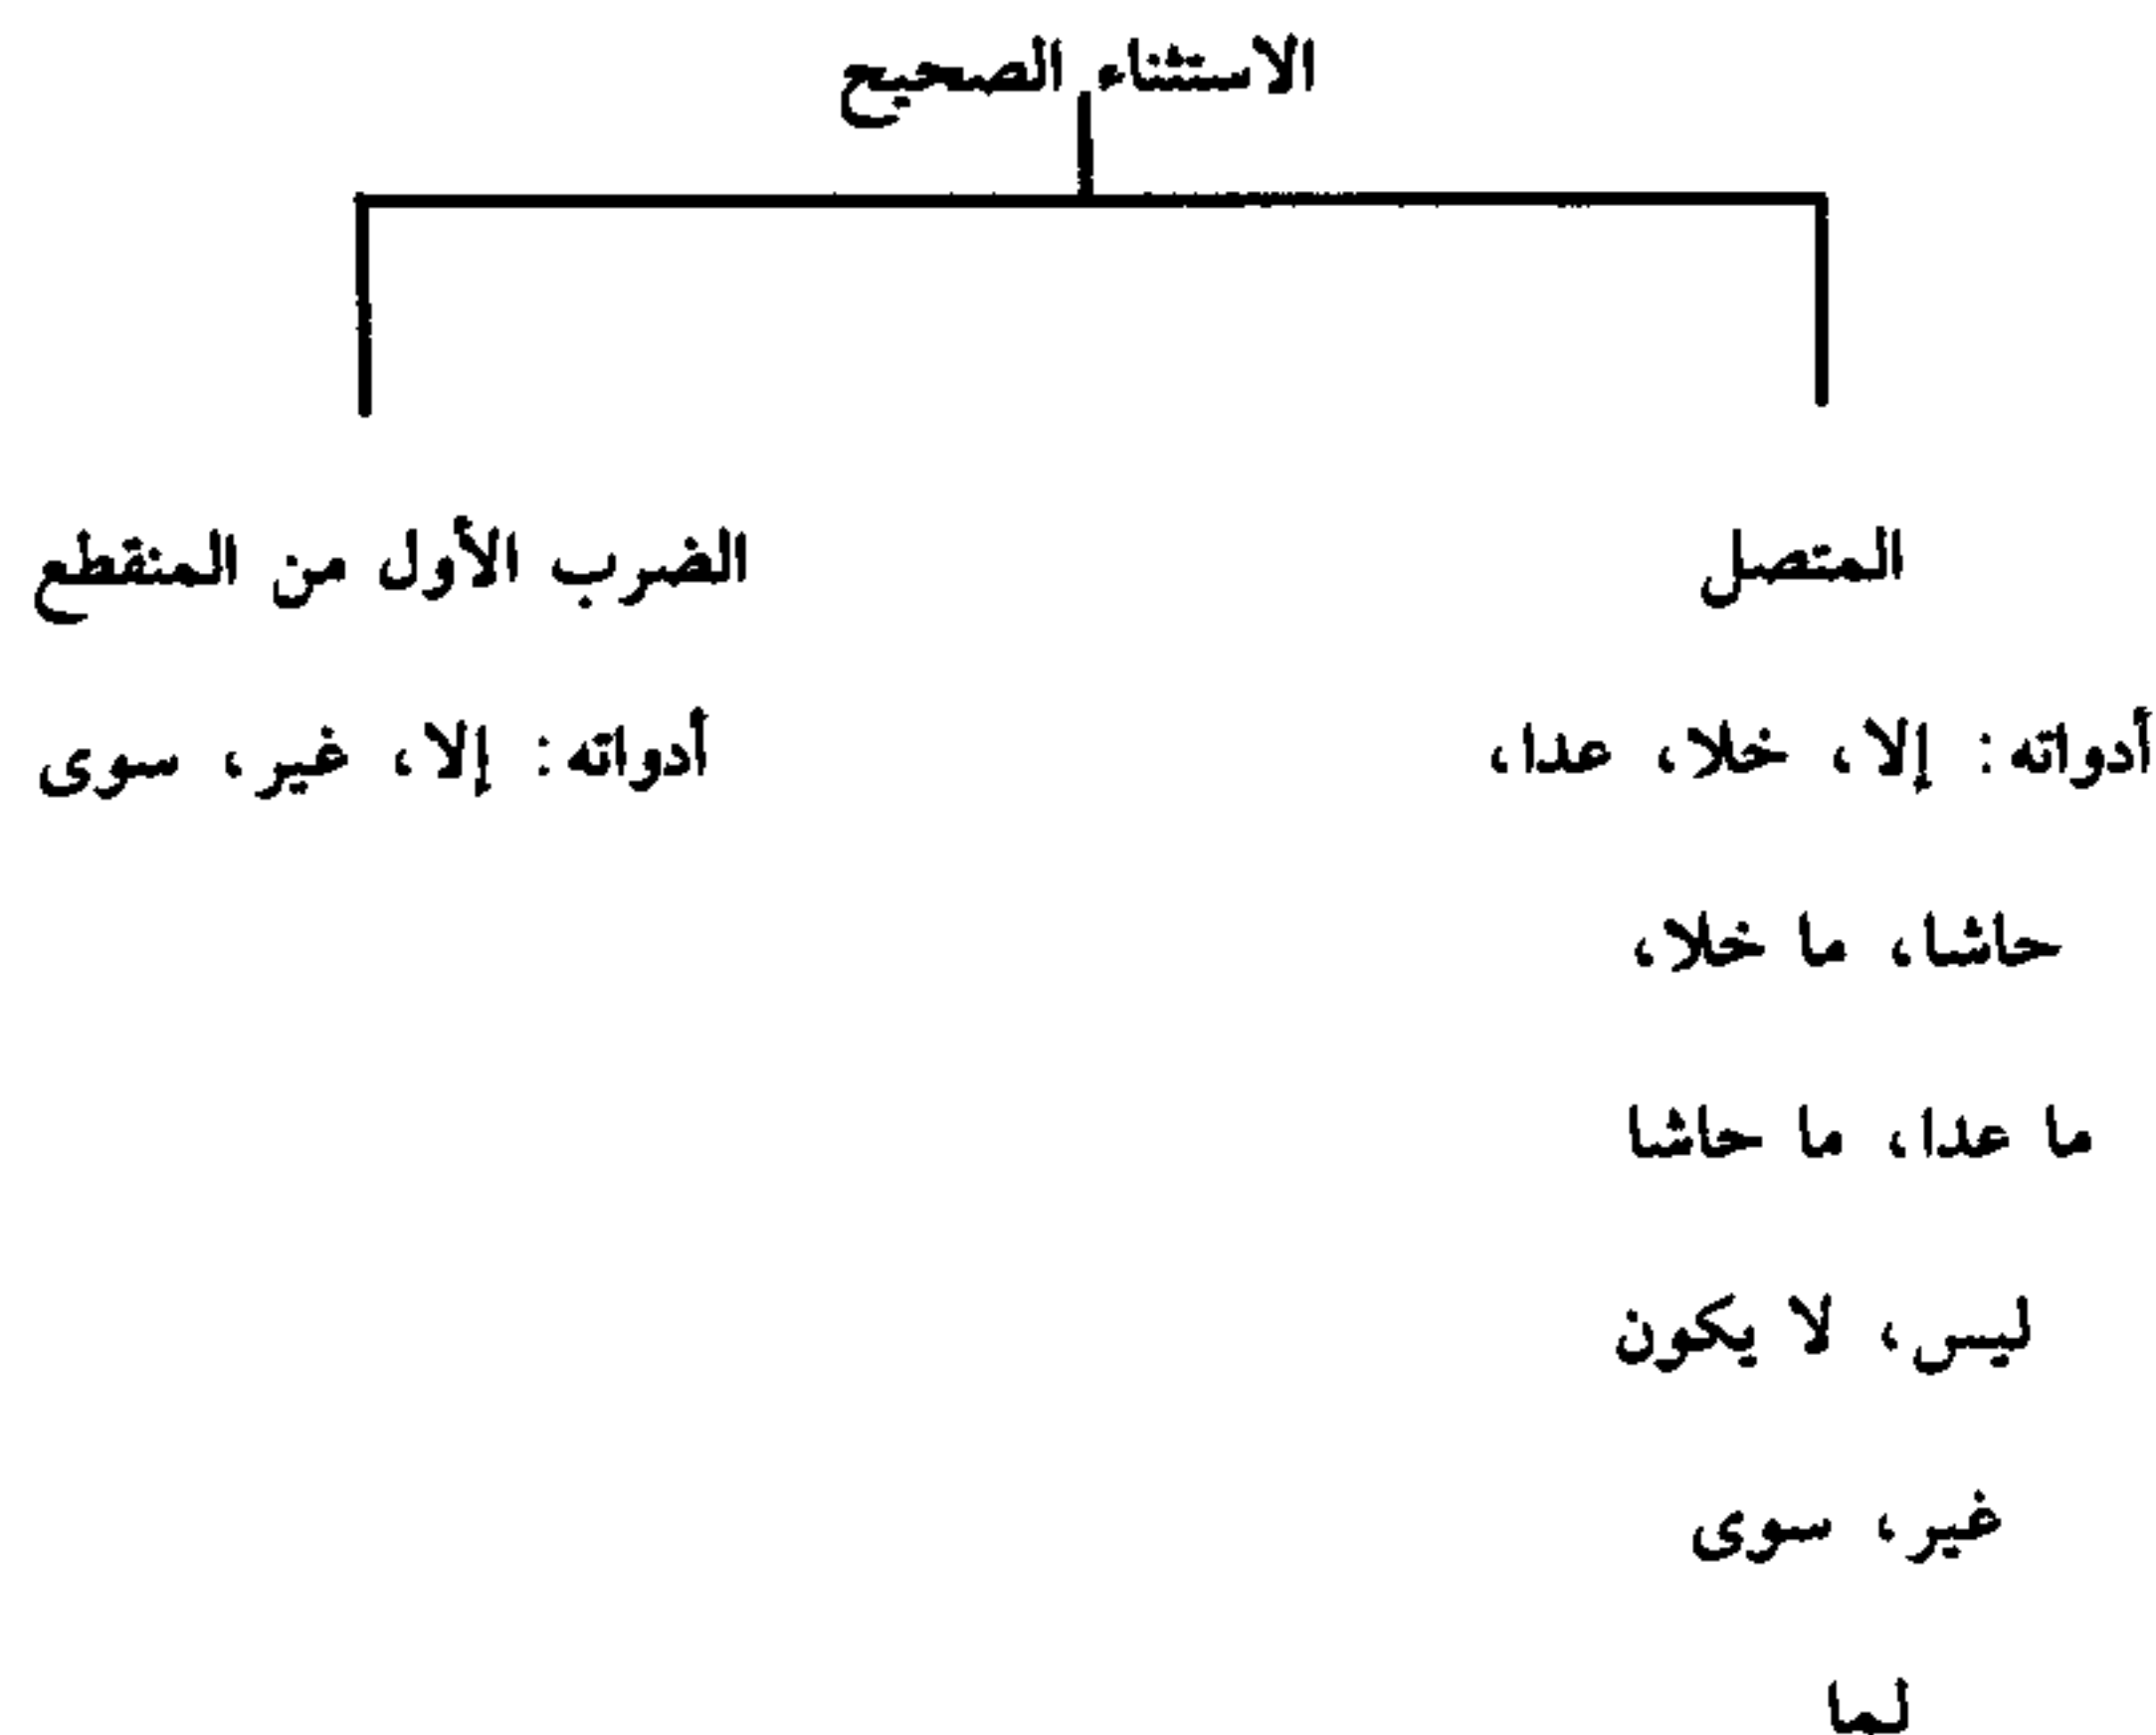 الاستثناء الصحيح
المتصل
أدواته: إلا، خلا، عدا،
حاشا، ما خلا،
ما عدا، ما حاشا
ليس، لا يكون
غير، سوى
لما
الضرب الأول من المنقطع
أدواته: إلا، غير، سوى